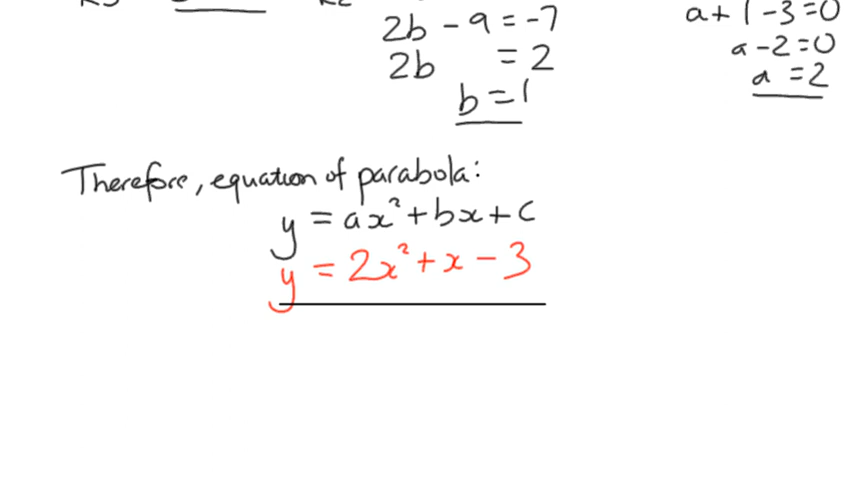 2b - 9 = -7
2b = 2
b = 1
a + 1 - 3 = 0
a - 2 = 0
a = 2
Therefore, equation of parabola:
y = ax² + bx + c
y = 2x² + x - 3